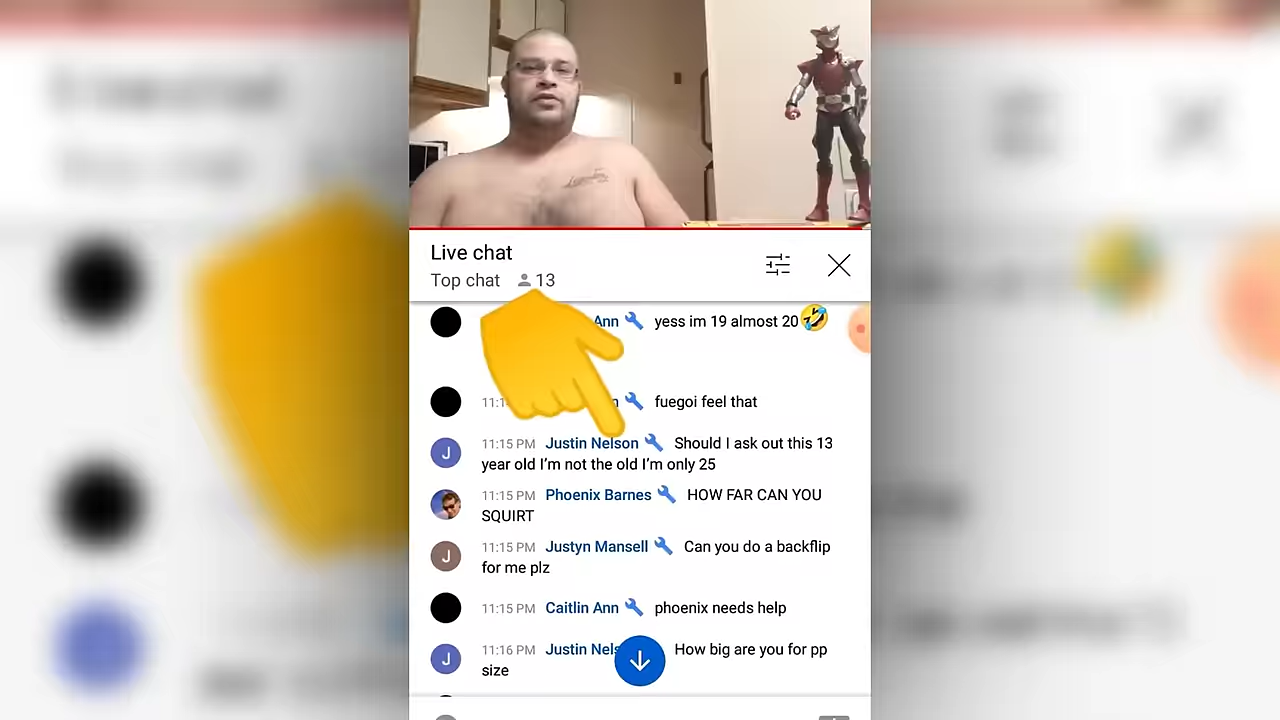 Legendary
Live chat
Top chat 13
Ann yess im 19 almost 20🤣
11:1 fuegoi feel that
11:15 PM Justin Nelson Should I ask out this 13
year old I'm not the old I'm only 25
11:15 PM Phoenix Barnes HOW FAR CAN YOU
SQUIRT
11:15 PM Justyn Mansell Can you do a backflip
for me plz
11:15 PM Caitlin Ann phoenix needs help
11:16 PM Justin Nels How big are you for pp
size
J
J
J